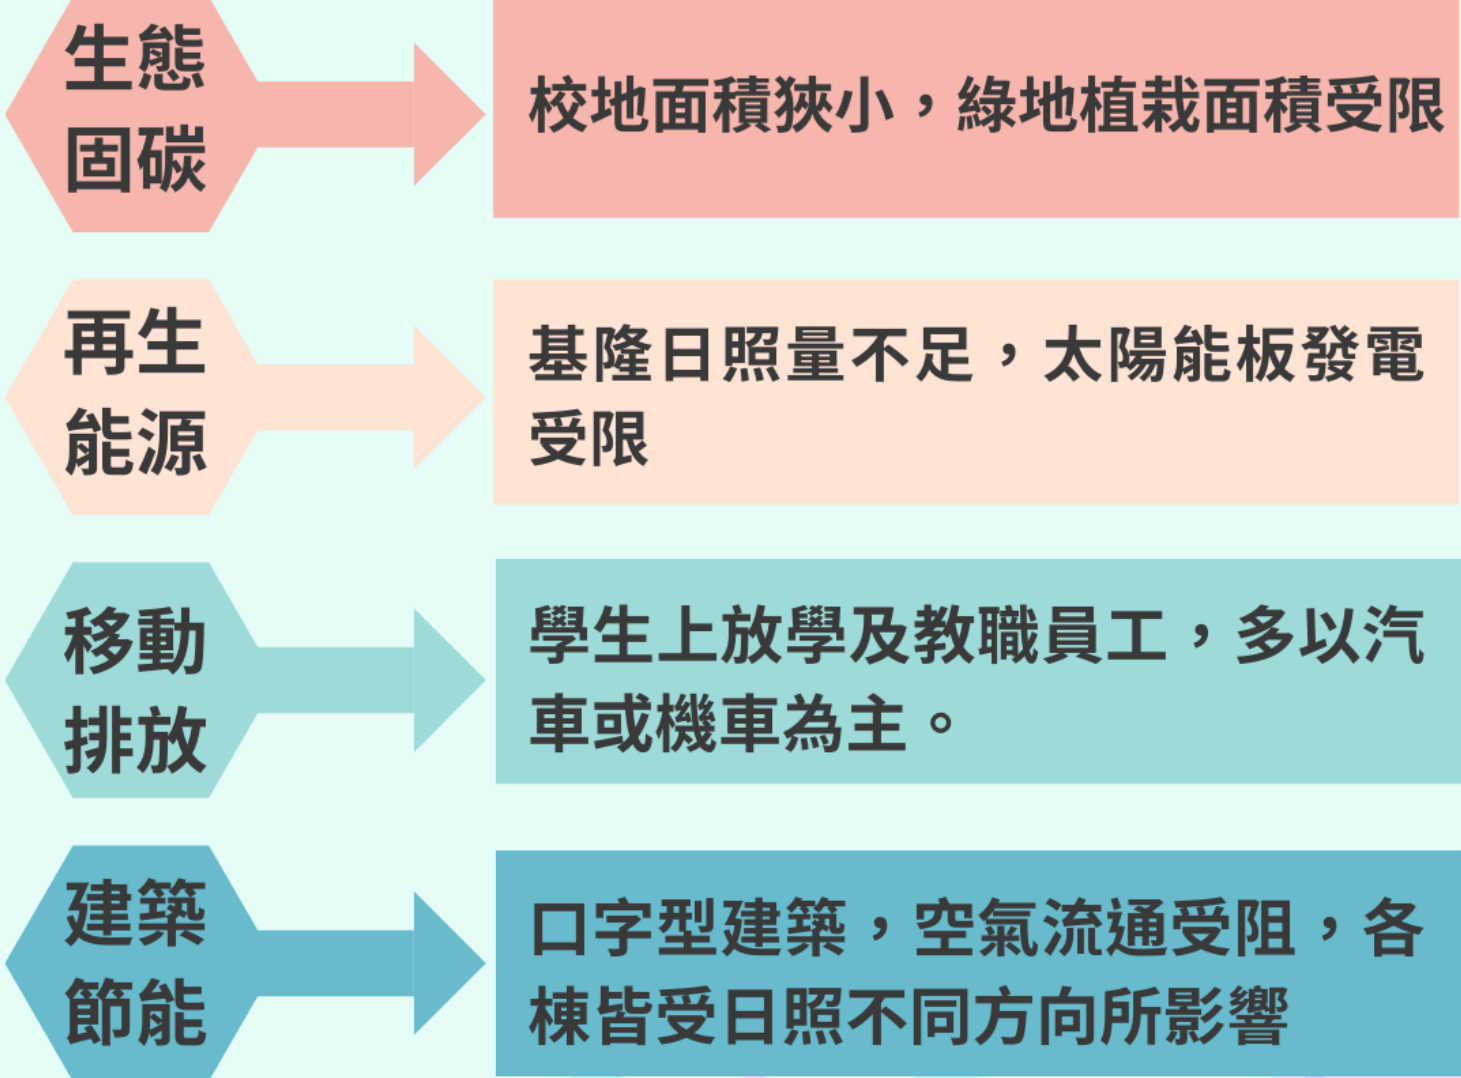 生態
固碳
校地面積狹小，綠地植栽面積受限
再生
能源
基隆日照量不足，太陽能板發電
受限
移動
排放
學生上放學及教職員工，多以汽
車或機車為主。
建築
節能
口字型建築，空氣流通受阻，各
棟皆受日照不同方向所影響